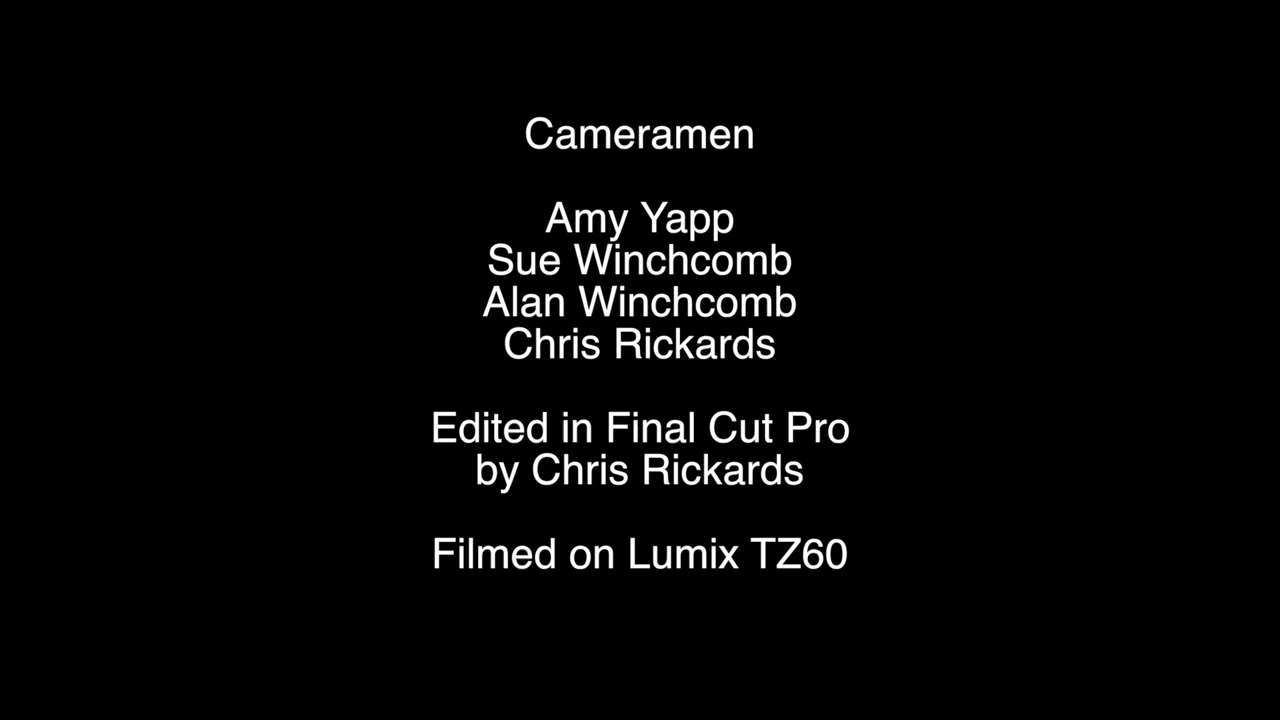 Cameramen
Amy Yapp
Sue Winchcomb
Alan Winchcomb
Chris Rickards
Edited in Final Cut Pro
by Chris Rickards
Filmed on Lumix TZ60